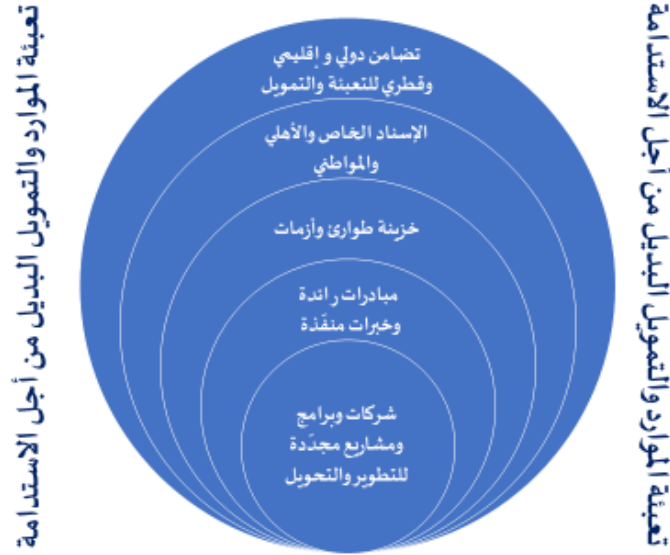 تعبئة الموارد والتمويل البديل من أجل الاستدامة
تضامن دولي و إقليمي
وقطري للتعبئة والتمويل
الإسناد الخاص والأهلي
والمواطني
خزينة طوارئ وأزمات
مبادرات رائدة
وخبرات منفّذة
شركات وبرامج
ومشاريع مجدّدة
للتطوير والتحويل
تعبئة الموارد والتمويل البديل من أجل الاستدامة